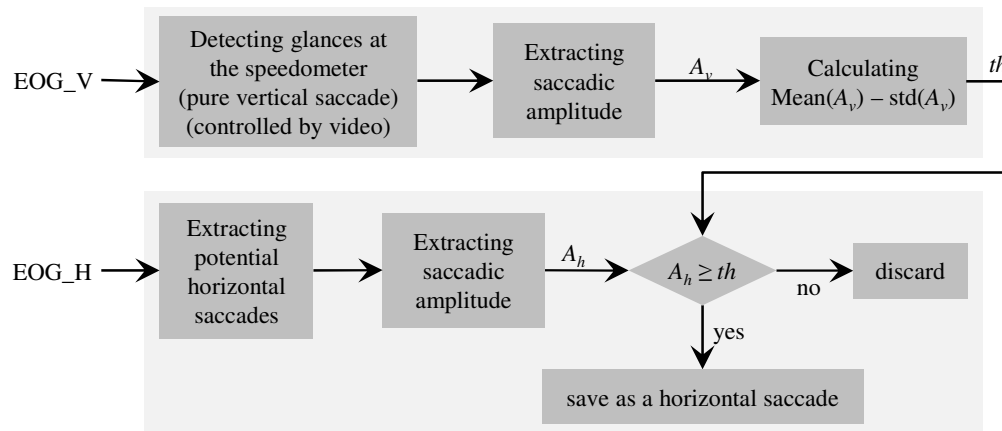 EOG_V
Detecting glances at
the speedometer
(pure vertical saccade)
(controlled by video)
Extracting
saccadic
amplitude
A_v
Calculating
Mean(A_v) – std(A_v)
th
EOG_H
Extracting
potential
horizontal
saccades
Extracting
saccadic
amplitude
A_h
A_h ≥ th
no
discard
yes
save as a horizontal saccade